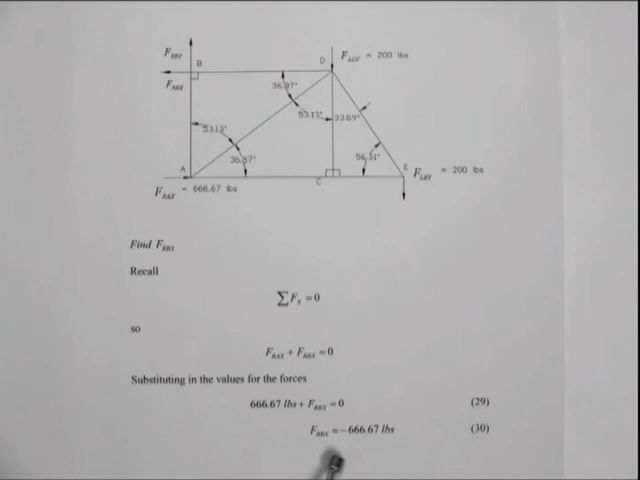 F_RBY
B
D
F_LDY = 200 lbs
F_RBX
36.87°
53.13°
33.69°
53.13°
36.87°
56.31°
A
C
E
F_LEY = 200 lbs
F_RAX = 666.67 lbs
Find F_RBX
Recall
∑F_x = 0
so
F_RAX + F_RBX = 0
Substituting in the values for the forces
666.67 lbs + F_RBX = 0 (29)
F_RBX = -666.67 lbs (30)